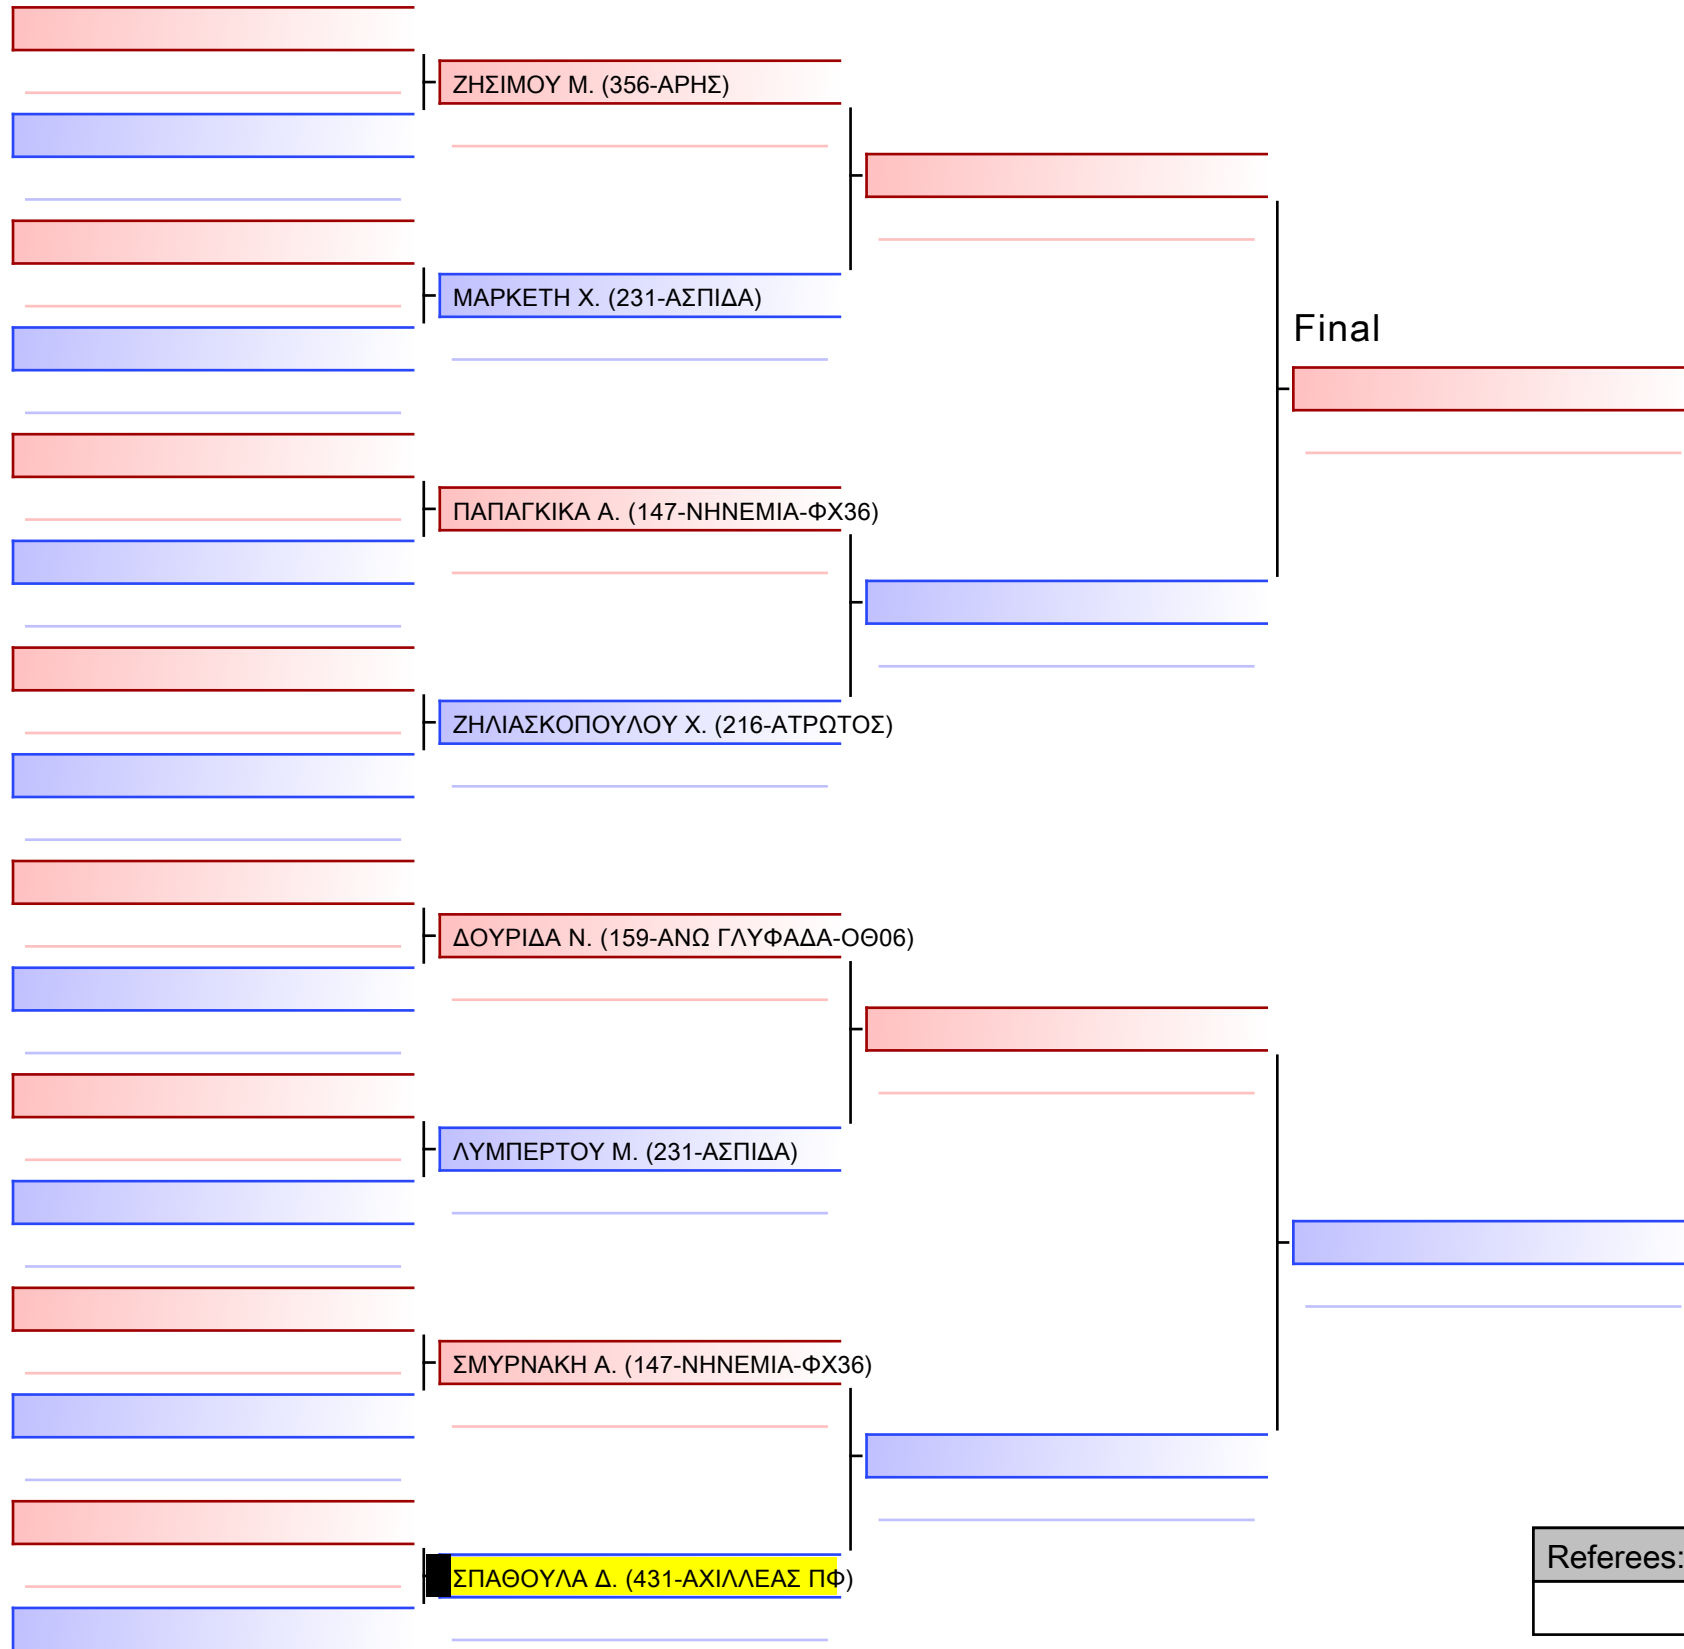 ΖΗΣΙΜΟΥ Μ. (356-ΑΡΗΣ)
ΜΑΡΚΕΤΗ Χ. (231-ΑΣΠΙΔΑ)
Final
ΠΑΠΑΓΚΙΚΑ Α. (147-ΝΗΝΕΜΙΑ-ΦΧ36)
ΖΗΛΙΑΣΚΟΠΟΥΛΟΥ Χ. (216-ΑΤΡΩΤΟΣ)
ΔΟΥΡΙΔΑ Ν. (159-ΑΝΩ ΓΛΥΦΑΔΑ-ΟΘ06)
ΛΥΜΠΕΡΤΟΥ Μ. (231-ΑΣΠΙΔΑ)
ΣΜΥΡΝΑΚΗ Α. (147-ΝΗΝΕΜΙΑ-ΦΧ36)
Referees:
ΣΠΑΘΟΥΛΑ Δ. (431-ΑΧΙΛΛΕΑΣ ΠΦ)